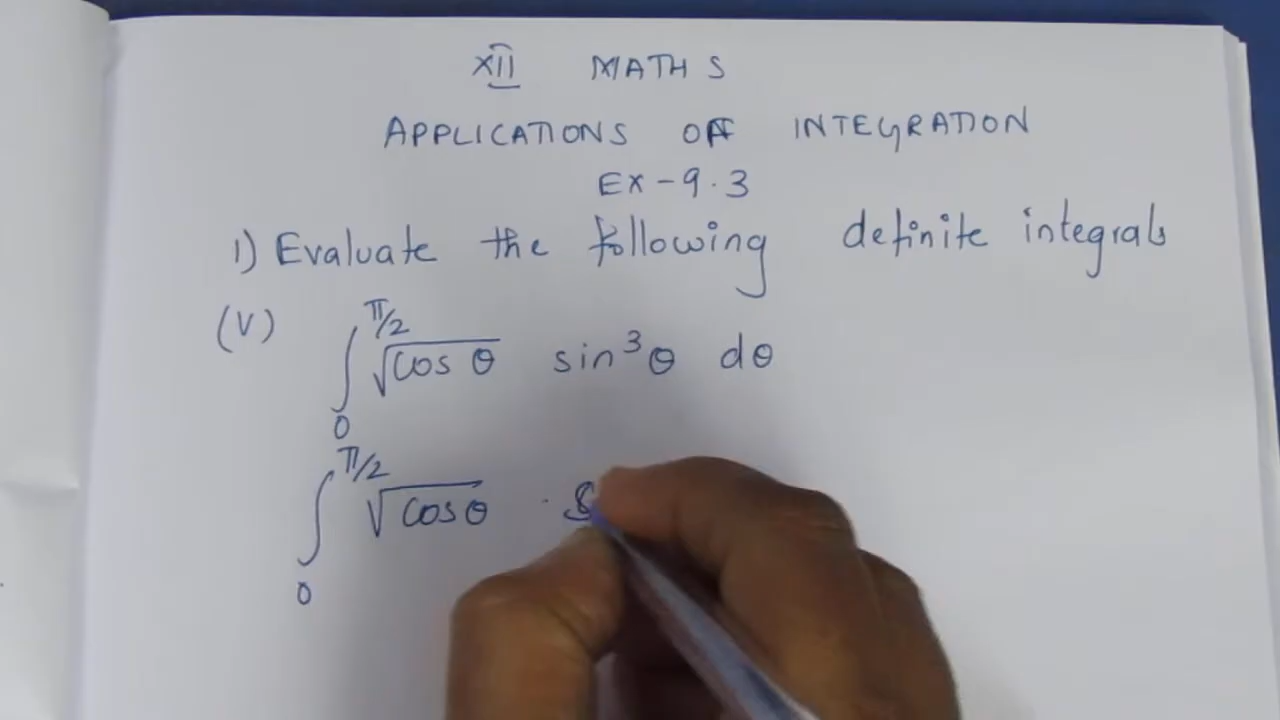 XII MATHS
APPLICATIONS OF INTEGRATION
EX-9.3
1) Evaluate the following definite integrals
(V) ∫₀^{π/2} √cos θ sin³θ dθ
∫₀^{π/2} √cosθ · s